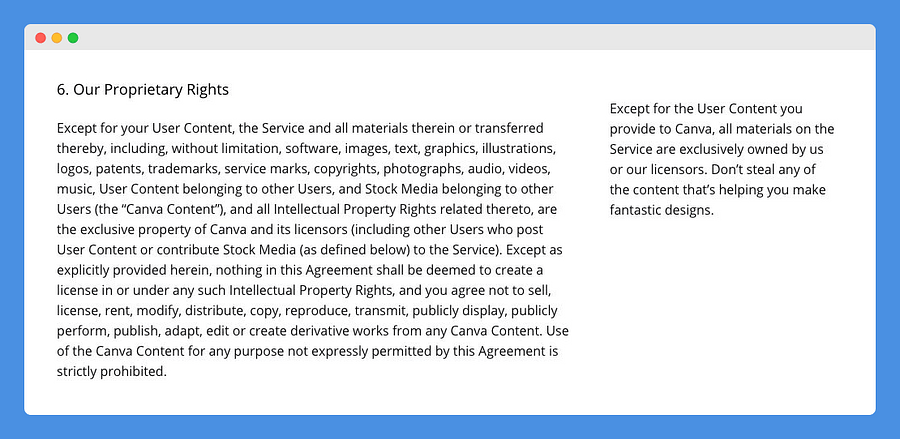 6. Our Proprietary Rights
Except for your User Content, the Service and all materials therein or transferred
thereby, including, without limitation, software, images, text, graphics, illustrations,
logos, patents, trademarks, service marks, copyrights, photographs, audio, videos,
music, User Content belonging to other Users, and Stock Media belonging to other
Users (the “Canva Content”), and all Intellectual Property Rights related thereto, are
the exclusive property of Canva and its licensors (including other Users who post
User Content or contribute Stock Media (as defined below) to the Service). Except as
explicitly provided herein, nothing in this Agreement shall be deemed to create a
license in or under any such Intellectual Property Rights, and you agree not to sell,
license, rent, modify, distribute, copy, reproduce, transmit, publicly display, publicly
perform, publish, adapt, edit or create derivative works from any Canva Content. Use
of the Canva Content for any purpose not expressly permitted by this Agreement is
strictly prohibited.
Except for the User Content you
provide to Canva, all materials on the
Service are exclusively owned by us
or our licensors. Don’t steal any of
the content that’s helping you make
fantastic designs.